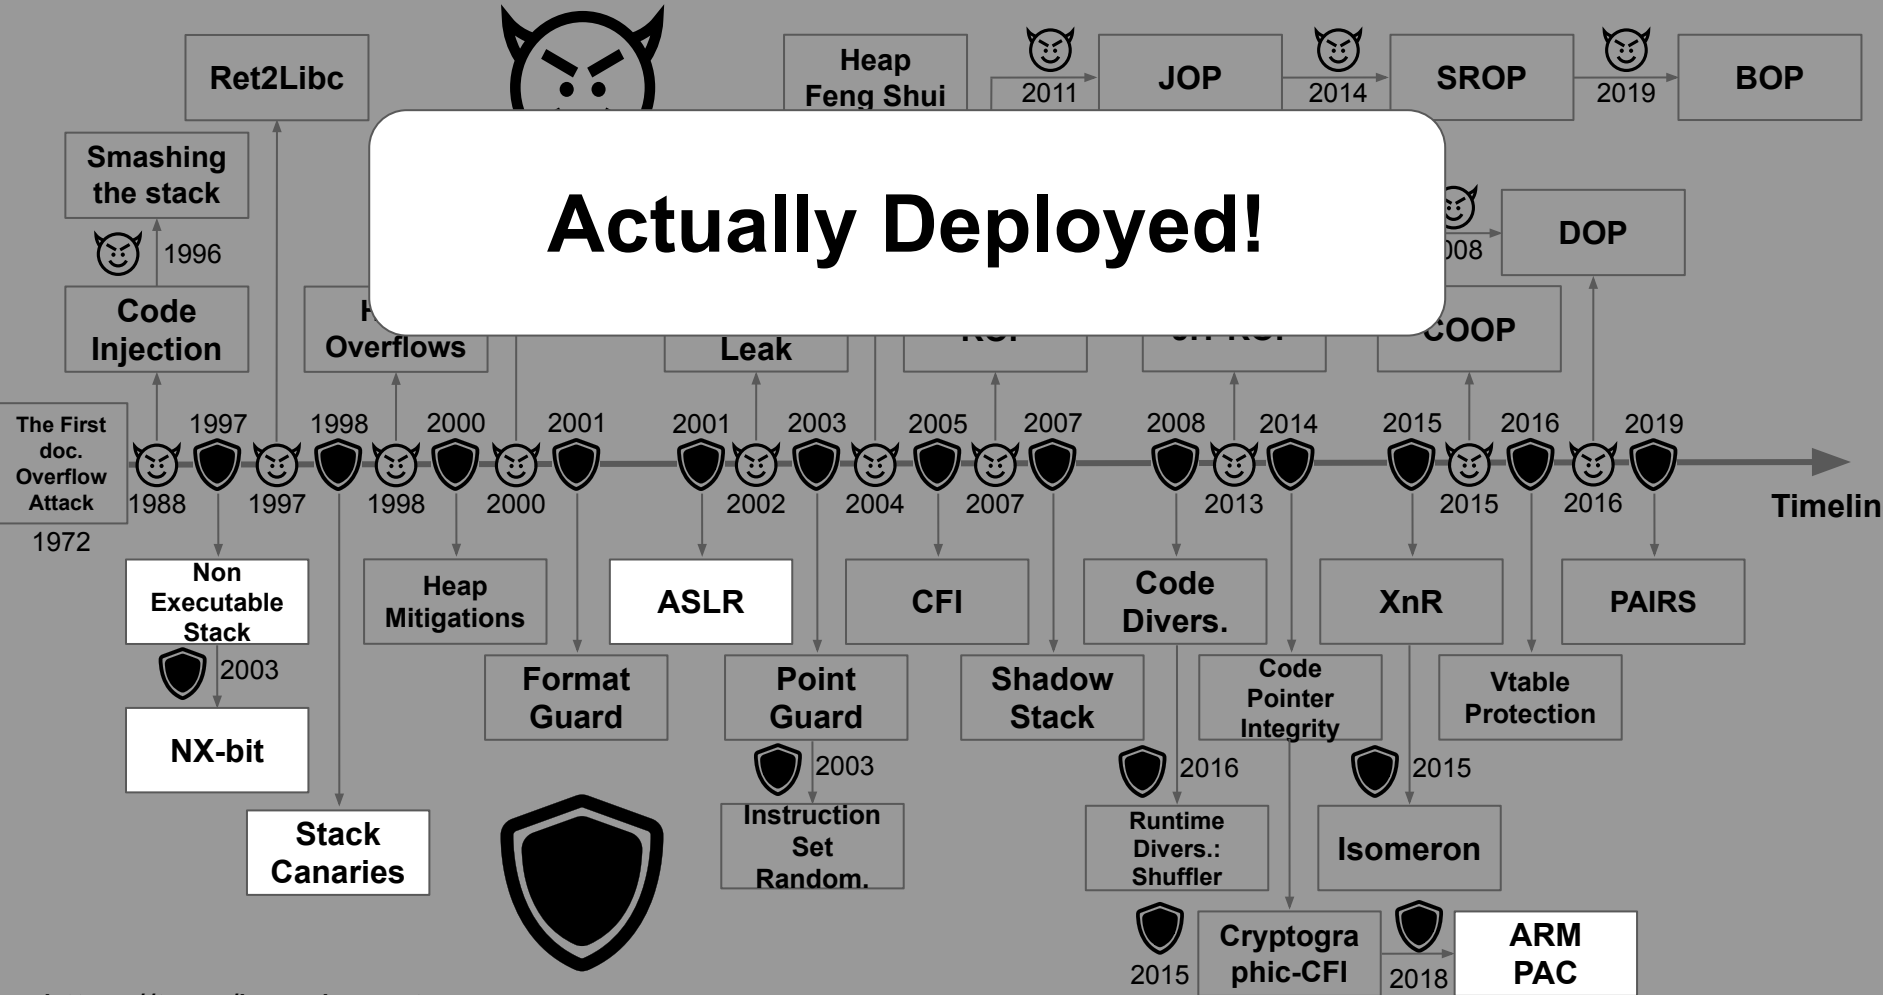 Ret2Libc
Heap
Feng Shui
2011
JOP
2014
SROP
2019
BOP
Smashing
the stack
1996
Actually Deployed!
DOP
Code
Injection
Overflows
Leak
COOP
The First
doc.
Overflow
Attack
1972
1997
1998
2000
2001
2001
2003
2005
2007
2008
2014
2015
2016
2019
1988
1997
1998
2000
2002
2004
2007
2013
2015
2016
Timelin
Non
Executable
Stack
2003
NX-bit
Stack
Canaries
Heap
Mitigations
Format
Guard
ASLR
Point
Guard
2003
Instruction
Set
Random.
CFI
Shadow
Stack
Code
Divers.
2016
Runtime
Divers.:
Shuffler
Code
Pointer
Integrity
2015
Cryptogra
phic-CFI
2018
ARM
PAC
XnR
2015
Isomeron
Vtable
Protection
PAIRS